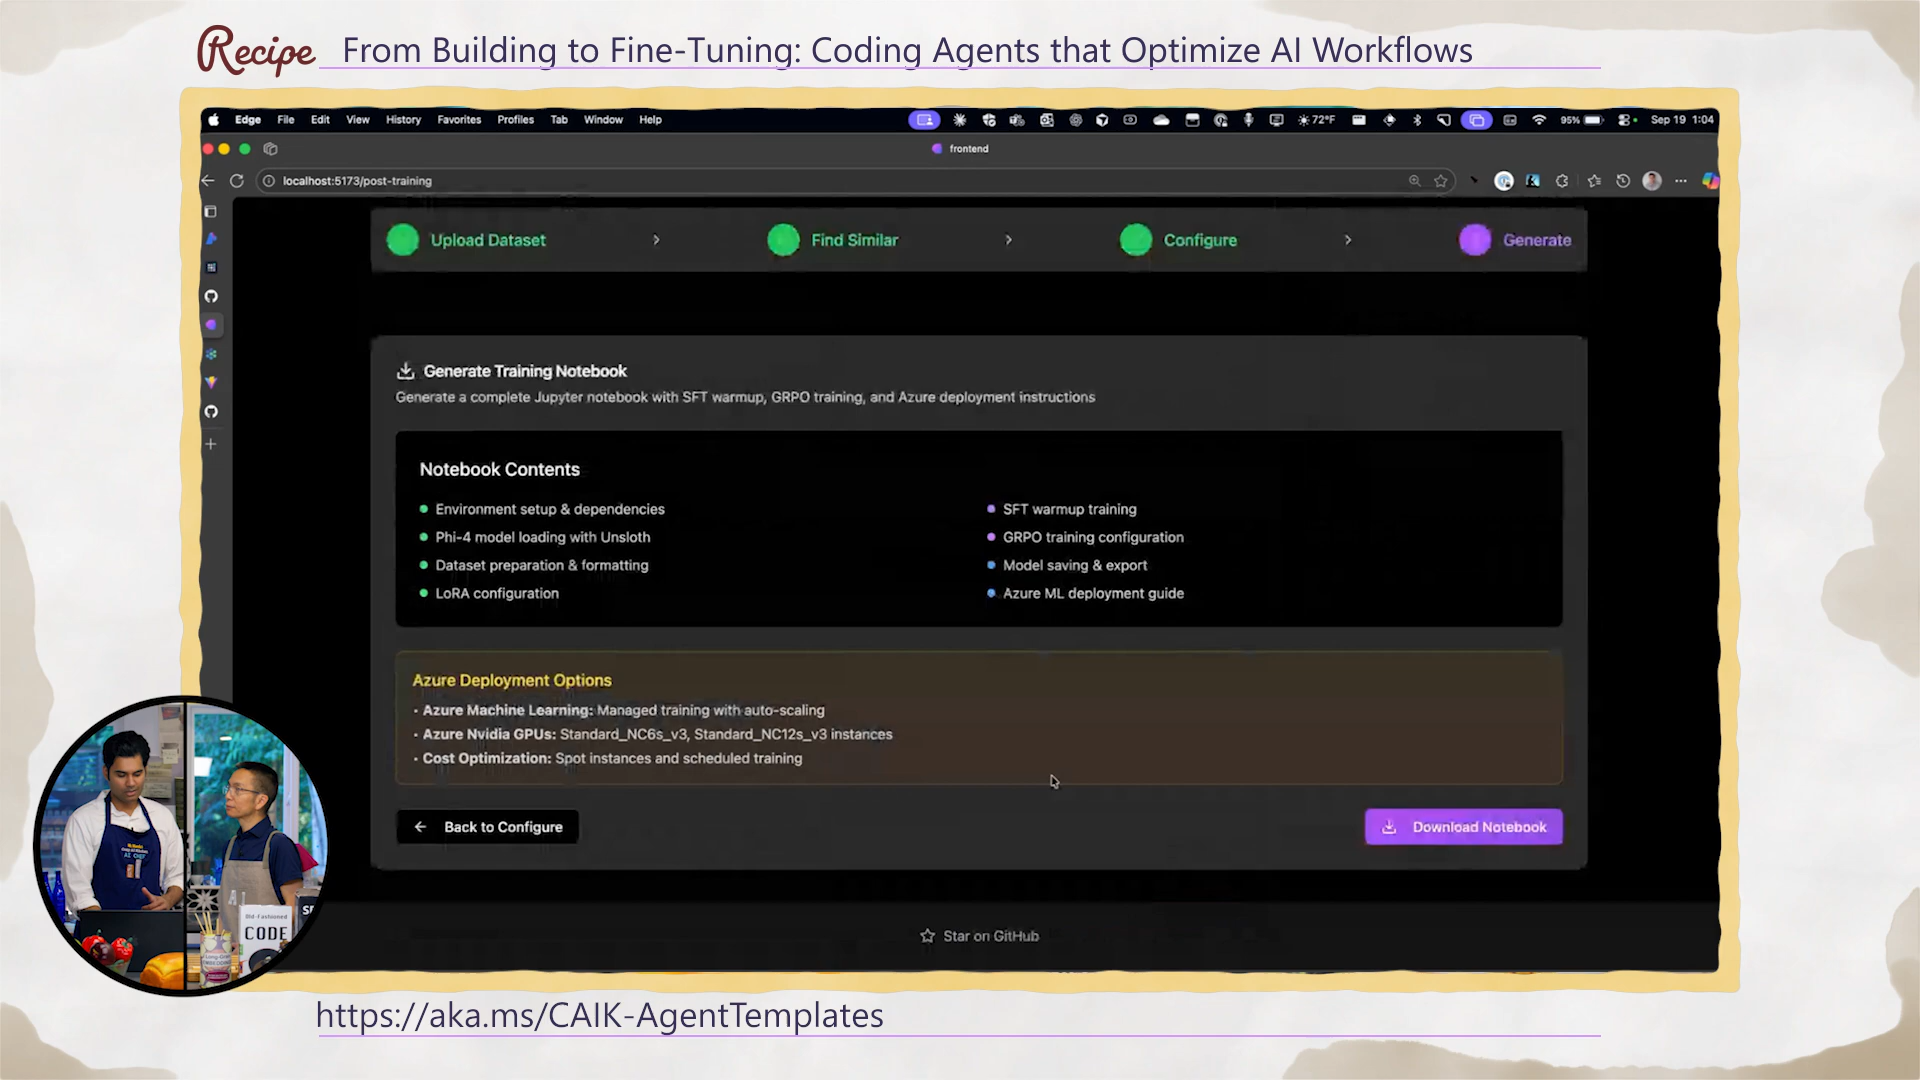 Recipe From Building to Fine-Tuning: Coding Agents that Optimize AI Workflows
Edge File Edit View History Favorites Profiles Tab Window Help 72°F 95% Sep 19 1:04
frontend
localhost:5173/post-training
Upload Dataset Find Similar Configure Generate
Generate Training Notebook
Generate a complete Jupyter notebook with SFT warmup, GRPO training, and Azure deployment instructions
Notebook Contents
Environment setup & dependencies
Phi-4 model loading with Unsloth
Dataset preparation & formatting
LoRA configuration
SFT warmup training
GRPO training configuration
Model saving & export
Azure ML deployment guide
Azure Deployment Options
· Azure Machine Learning: Managed training with auto-scaling
· Azure Nvidia GPUs: Standard_NC6s_v3, Standard_NC12s_v3 instances
· Cost Optimization: Spot instances and scheduled training
Back to Configure
Download Notebook
Star on GitHub
AI CHEF
AI
Old-Fashioned
CODE
https://aka.ms/CAIK-AgentTemplates